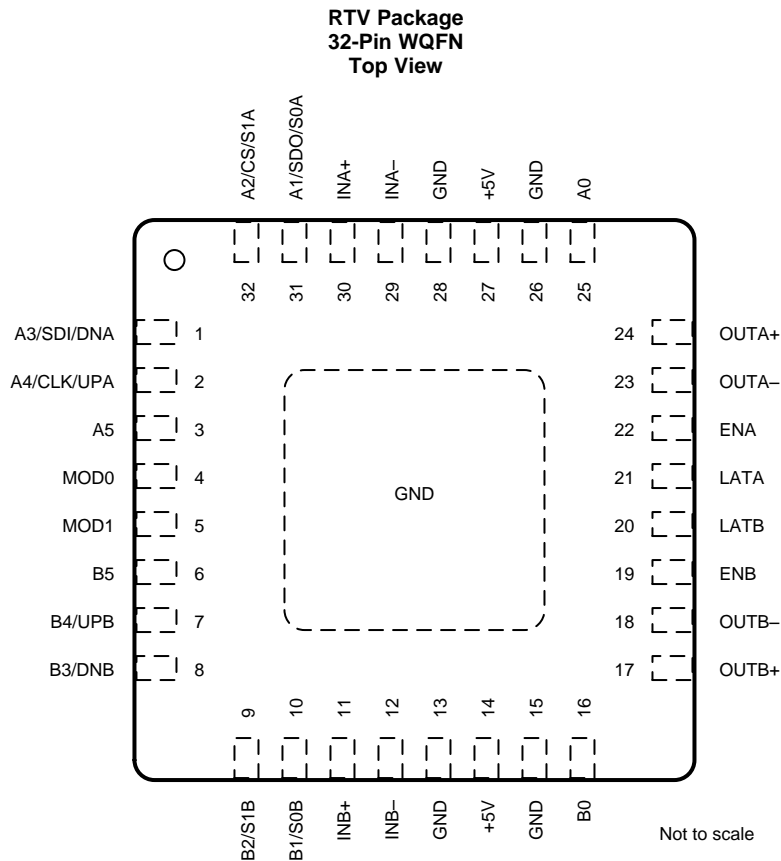 RTV Package
32-Pin WQFN
Top View
A2/CS/S1A
A1/SDO/S0A
INA+
INA–
GND
+5V
GND
A0
32
31
30
29
28
27
26
25
A3/SDI/DNA 1
A4/CLK/UPA 2
A5 3
MOD0 4
MOD1 5
B5 6
B4/UPB 7
B3/DNB 8
GND
24 OUTA+
23 OUTA–
22 ENA
21 LATA
20 LATB
19 ENB
18 OUTB–
17 OUTB+
9
10
11
12
13
14
15
16
B2/S1B
B1/S0B
INB+
INB–
GND
+5V
GND
B0
Not to scale